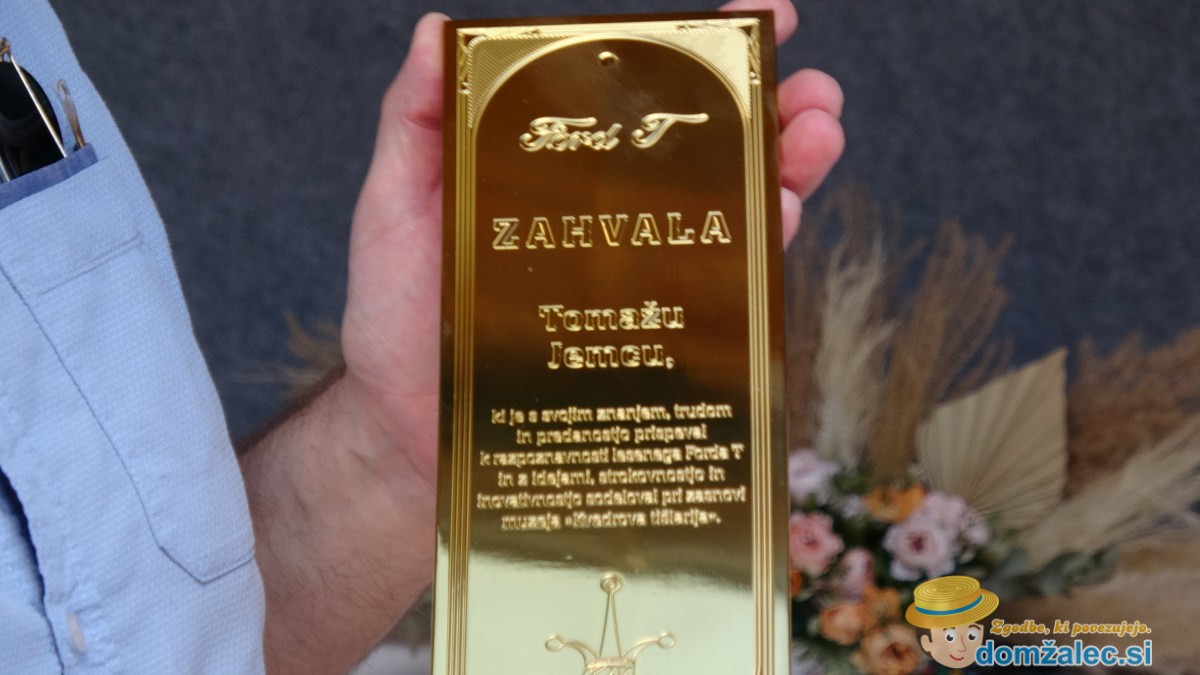 Ford T
ZAHVALA
Tomažu
Jemcu,
ki je s svojim znanjem, trudom
in predanostjo prispeval
k razpoznavnosti lesenega Forda T
in z idejami, strokovnostjo in
inovativnostjo sodeloval pri zasnovi
muzeja »Kvedrova tišlarija«.
Zgodbe, ki povezujejo.
domžalec.si